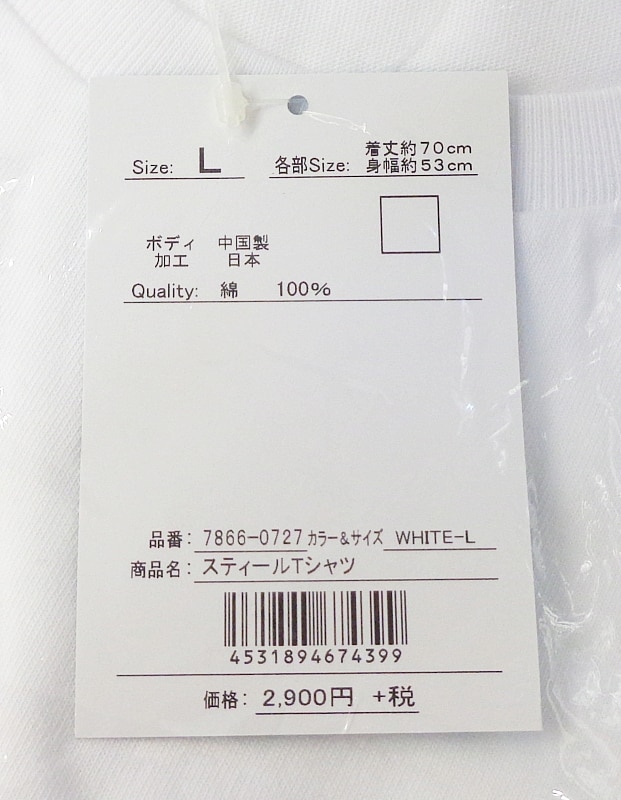 Size: L 各部Size: 着丈約70cm
身幅約53cm
ボディ 中国製
加工 日本
Quality: 綿 100%
品番: 7866-0727 カラー&サイズ WHITE-L
商品名: スティールTシャツ
4531894674399
価格: 2,900円 +税